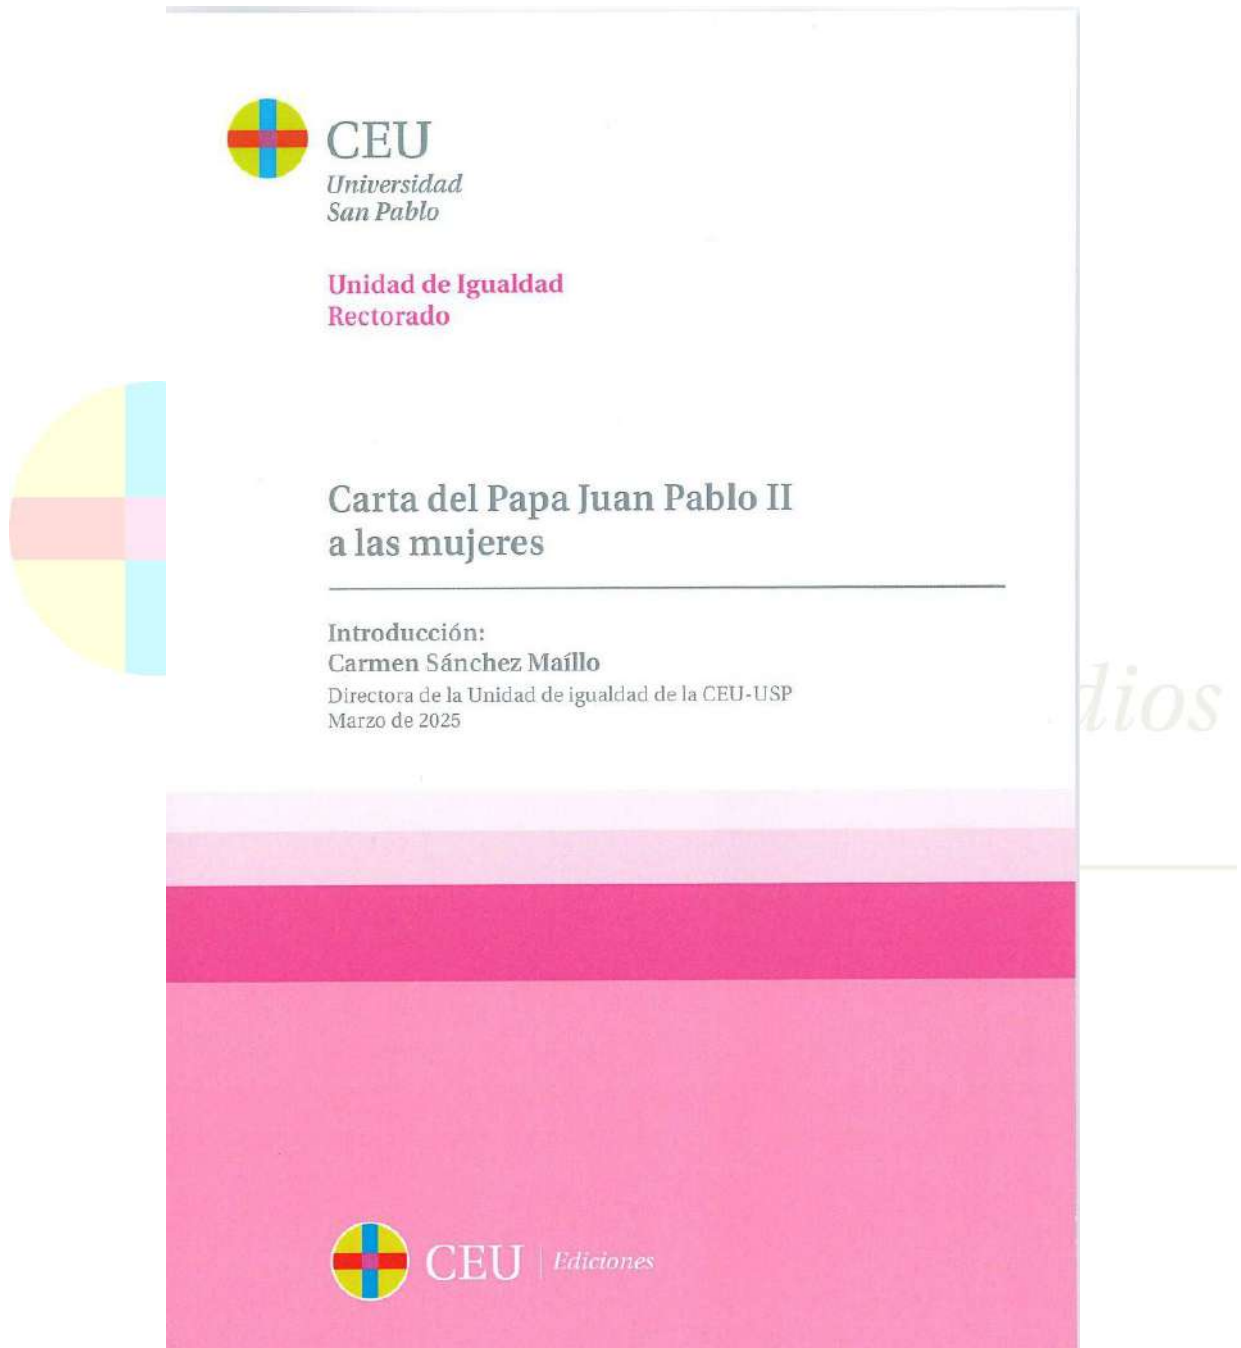 CEU
Universidad
San Pablo
Unidad de Igualdad
Rectorado
Carta del Papa Juan Pablo II
a las mujeres
Introducción:
Carmen Sánchez Maíllo
Directora de la Unidad de igualdad de la CEU-USP
Marzo de 2025
dios
CEU | Ediciones